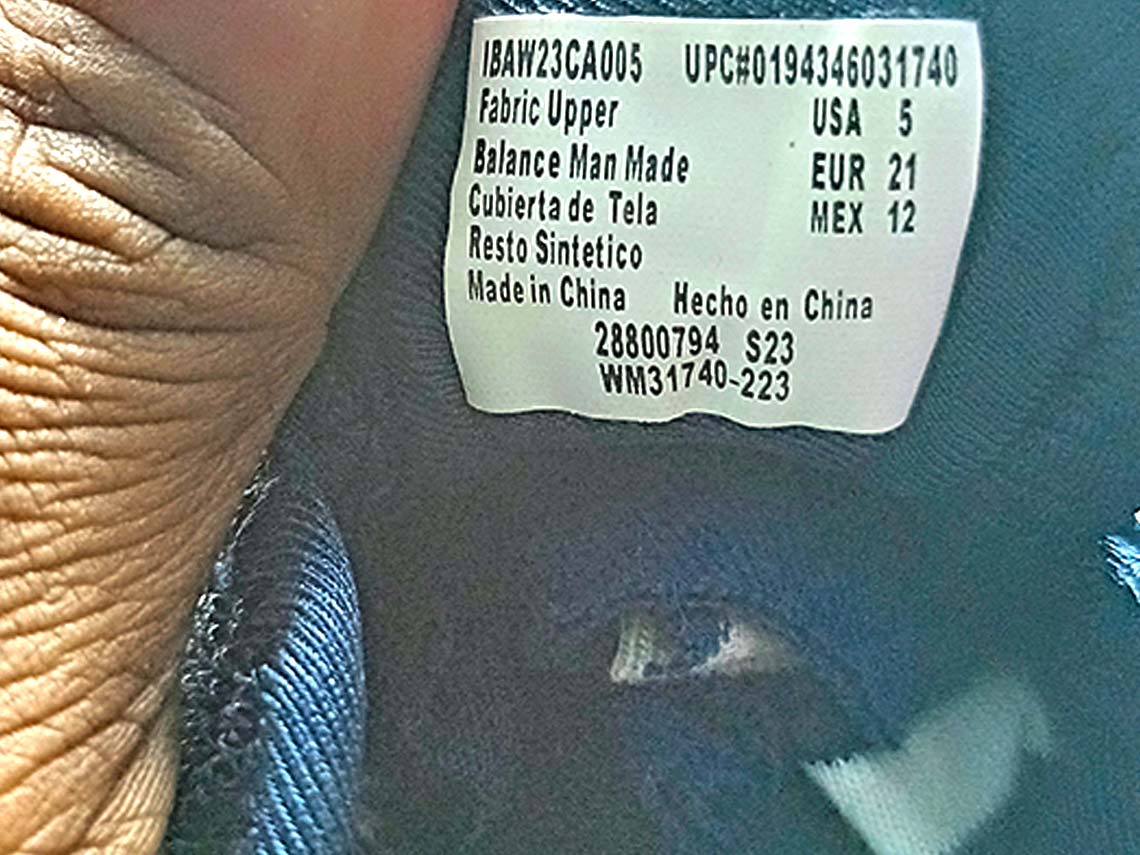 IBAW23CA005 UPC#0194346031740
Fabric Upper USA 5
Balance Man Made EUR 21
Cubierta de Tela MEX 12
Resto Sintetico
Made in China Hecho en China
28800794 S23
WM31740-223